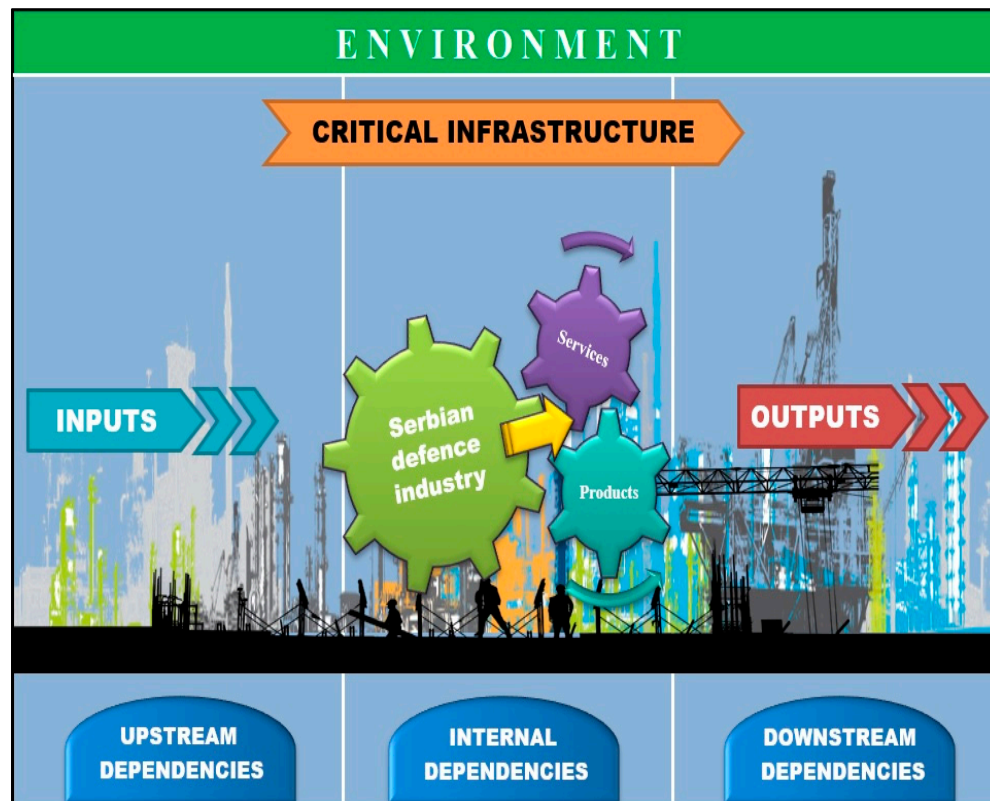 ENVIRONMENT
CRITICAL INFRASTRUCTURE
INPUTS
Serbian
defence
industry
Services
Products
OUTPUTS
UPSTREAM
DEPENDENCIES
INTERNAL
DEPENDENCIES
DOWNSTREAM
DEPENDENCIES